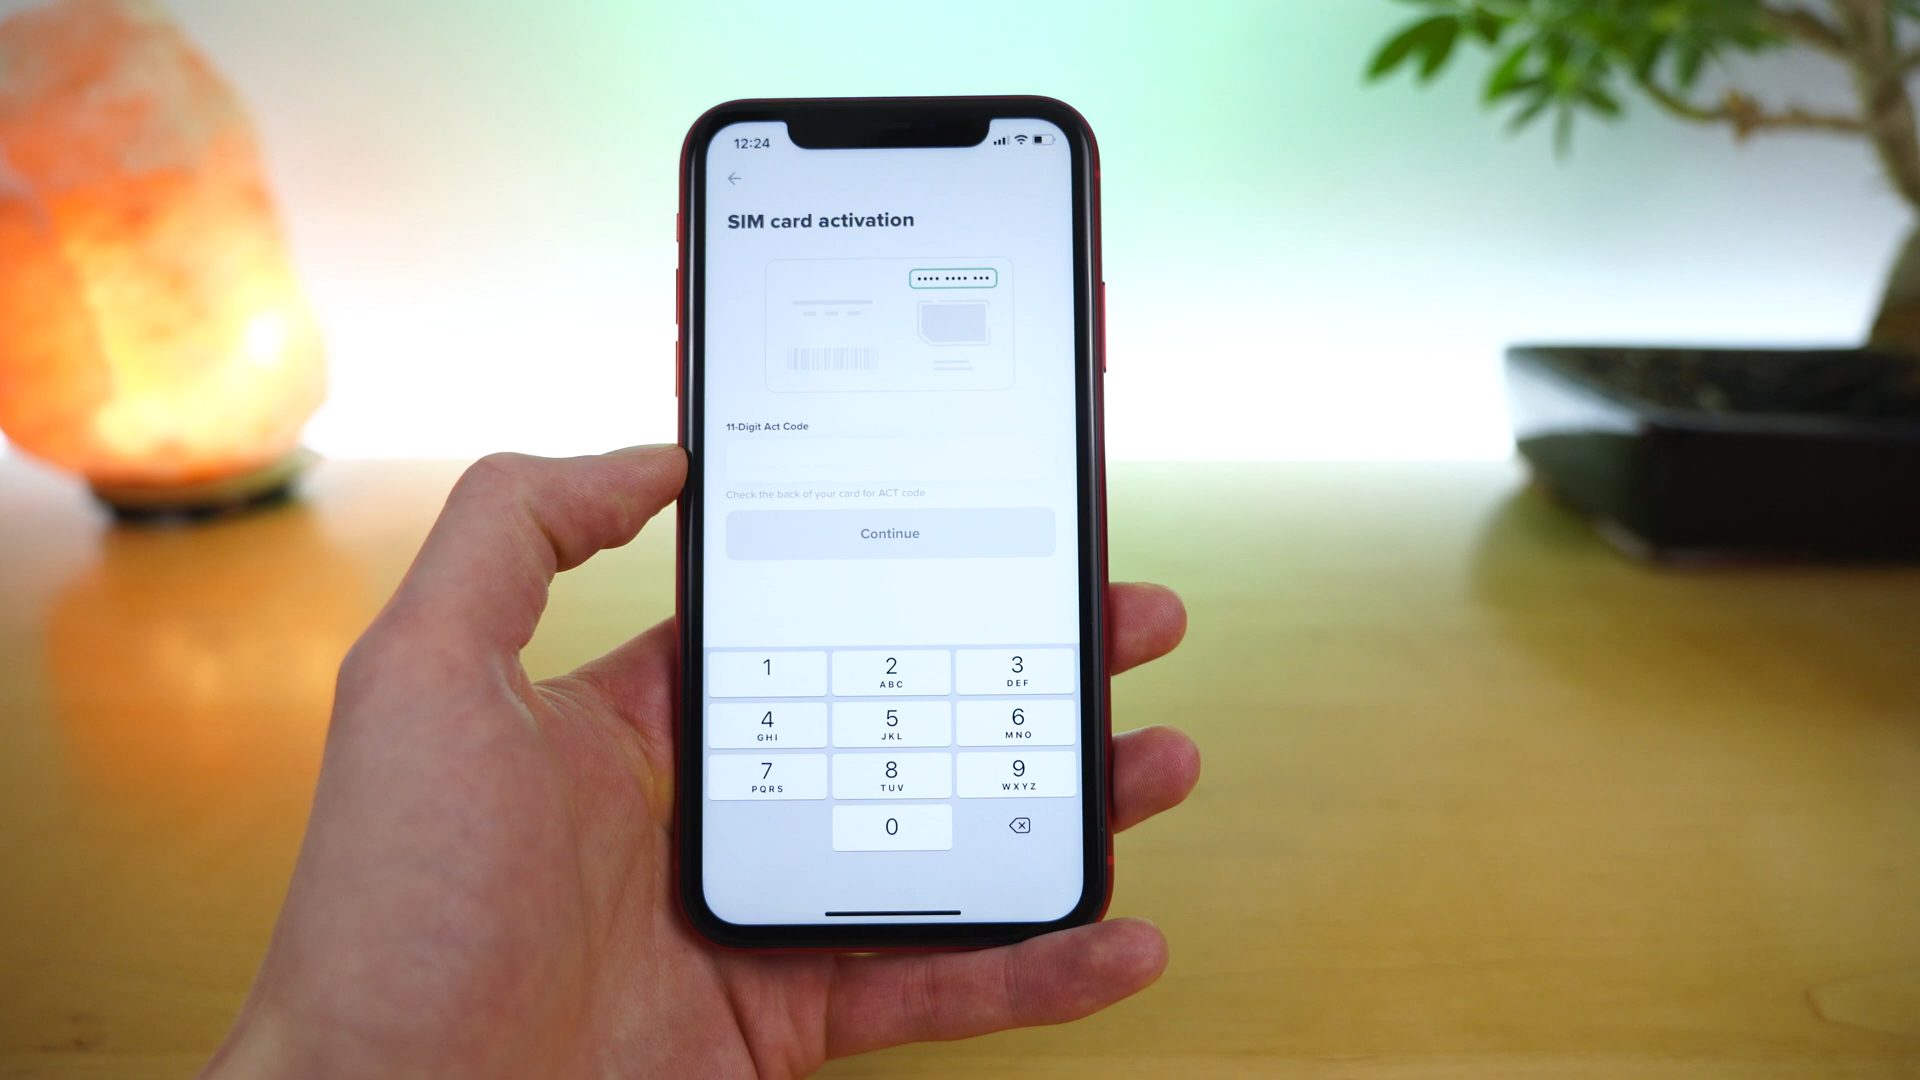 12:24
SIM card activation
11-Digit Act Code
Check the back of your card for ACT code
Continue
1
2
ABC
3
DEF
4
GHI
5
JKL
6
MNO
7
PQRS
8
TUV
9
WXYZ
0